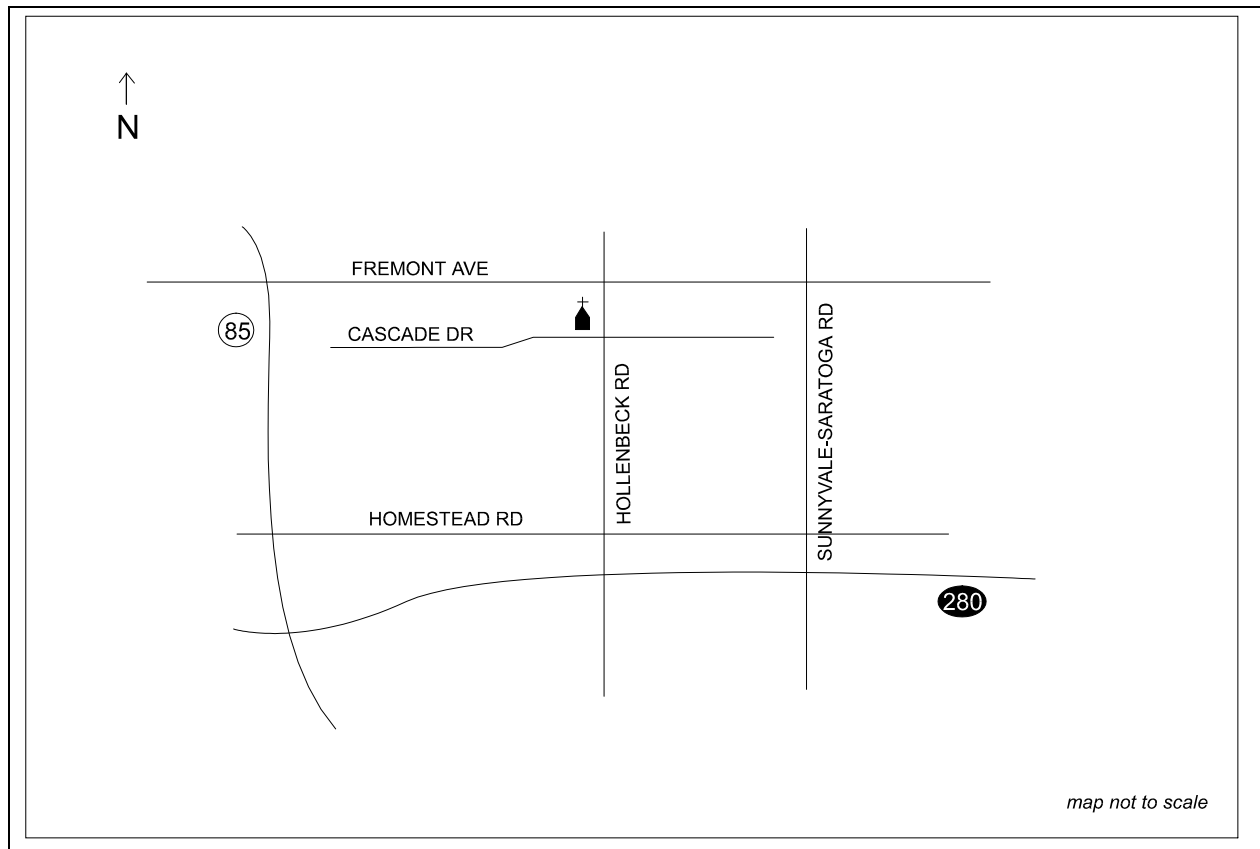 N
FREMONT AVE
85
CASCADE DR
HOLLENBECK RD
SUNNYVALE-SARATOGA RD
HOMESTEAD RD
280
map not to scale